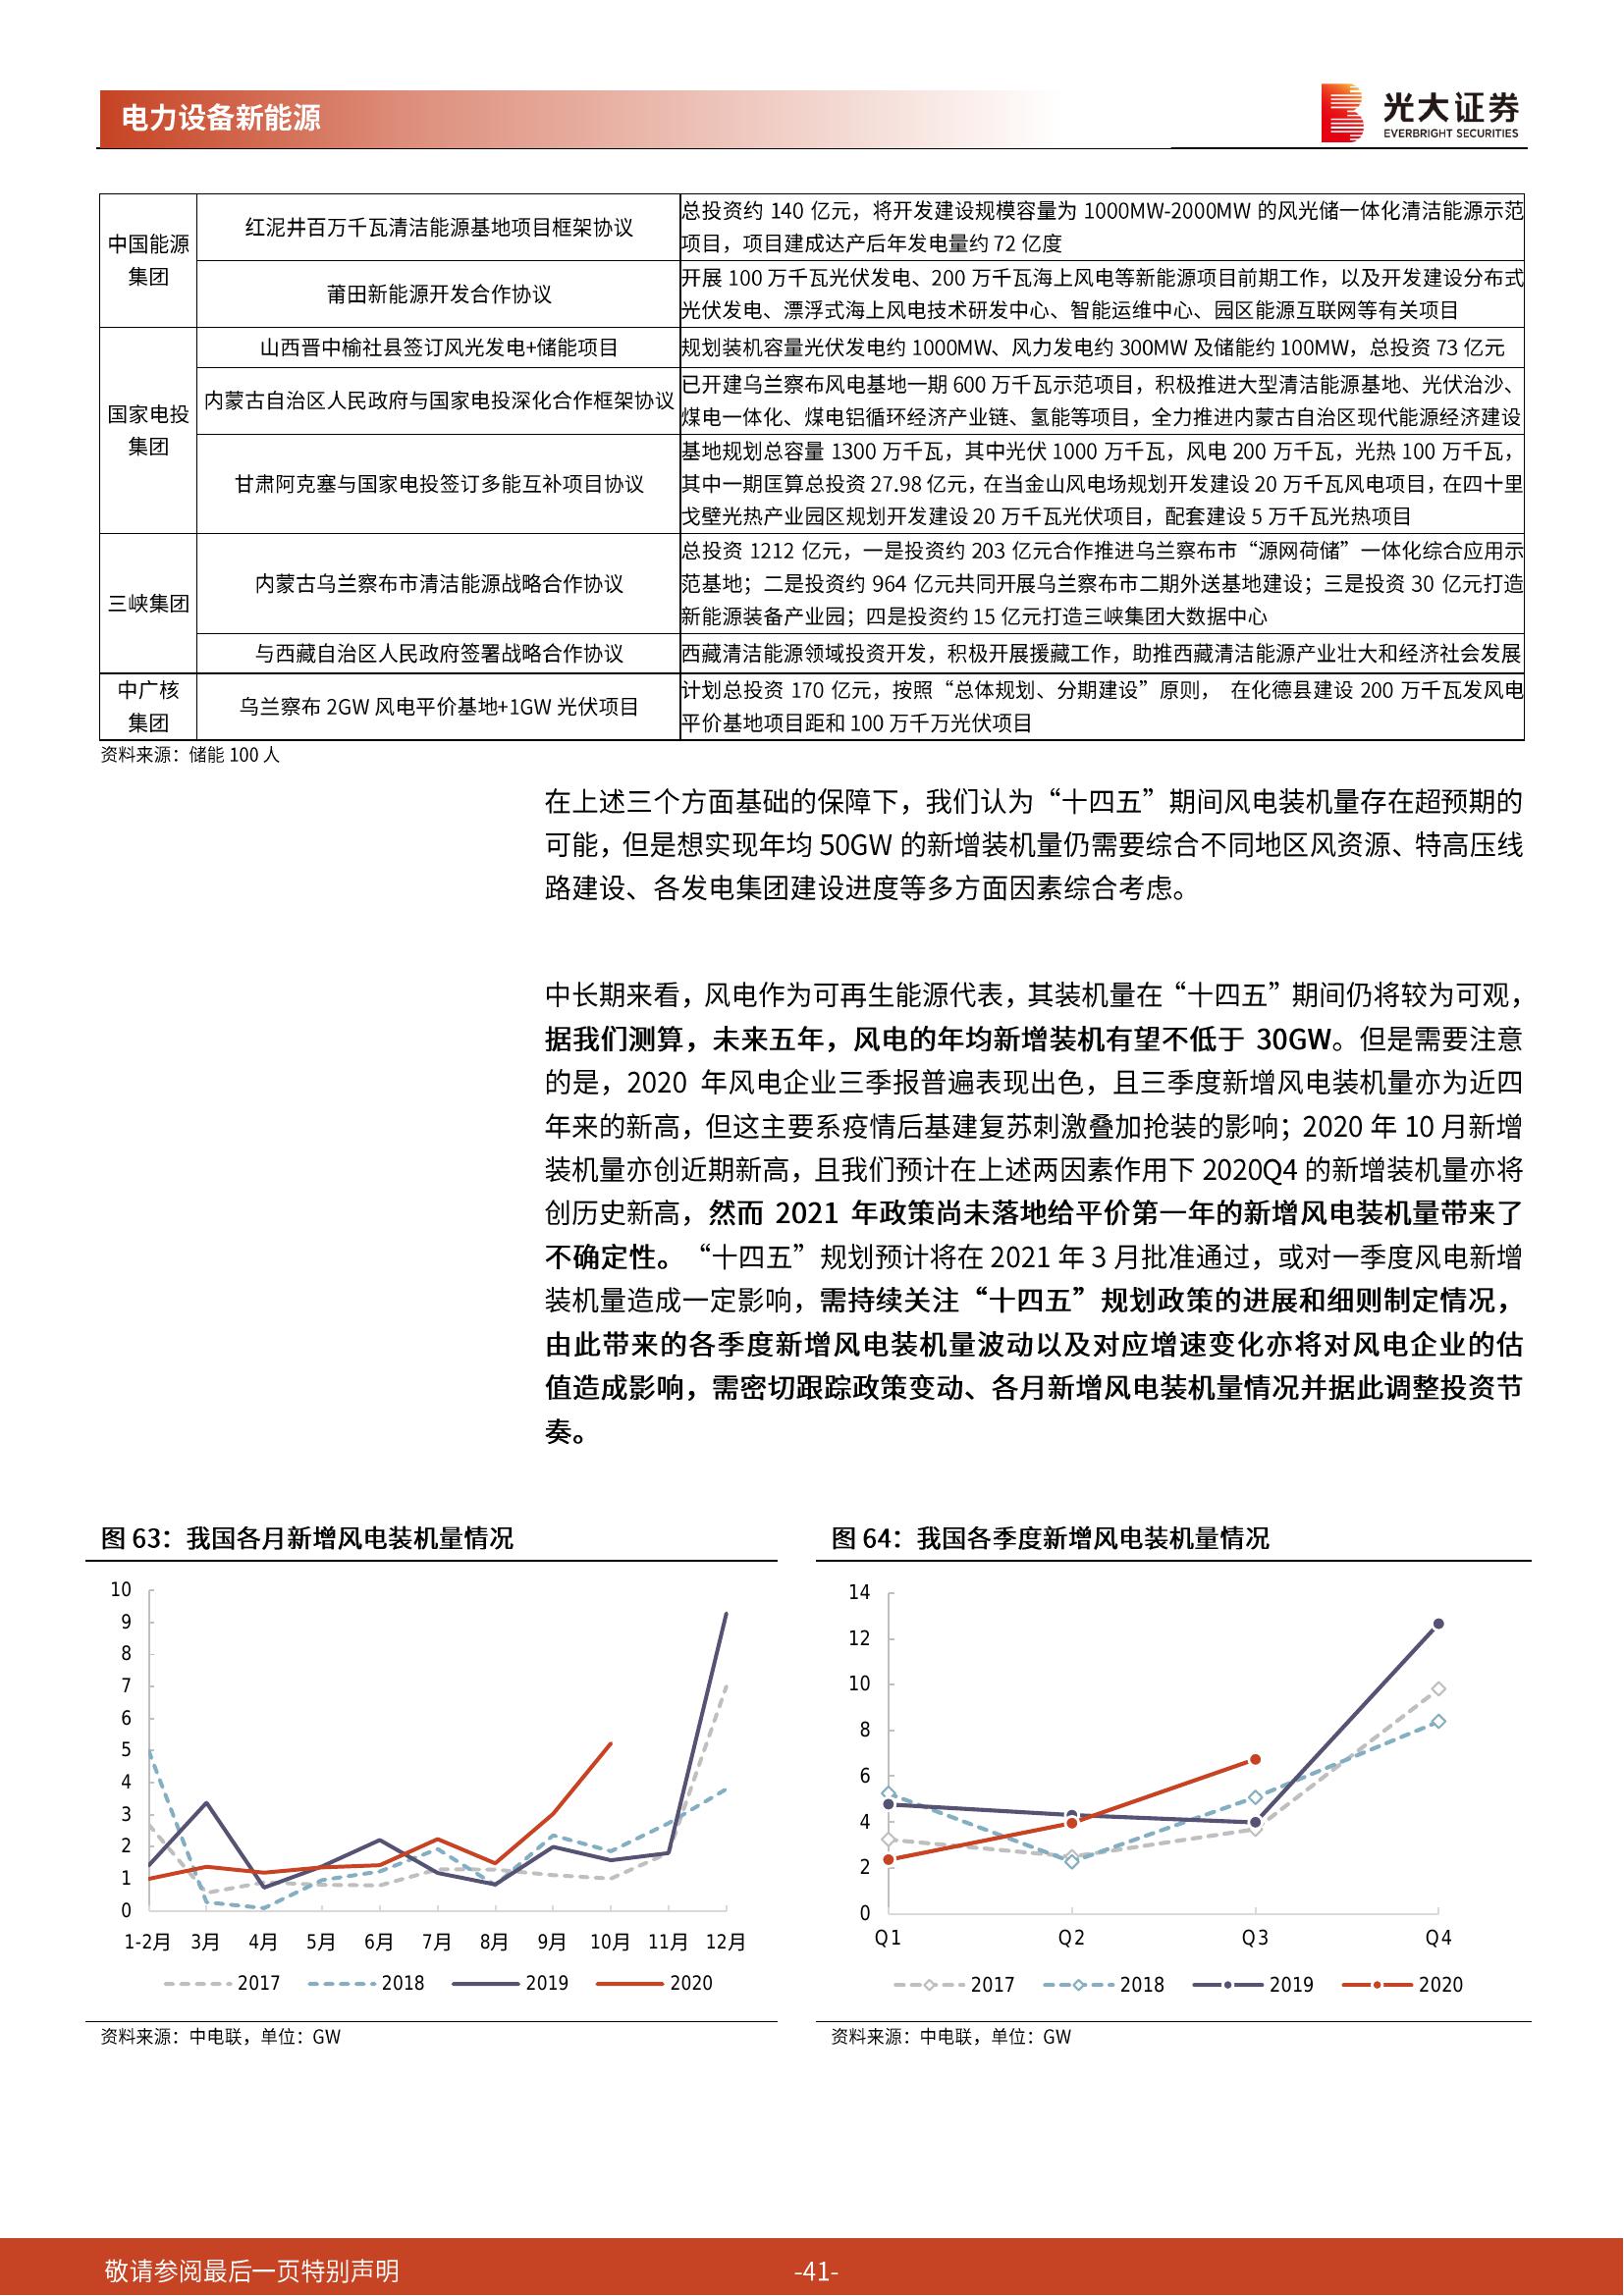 电力设备新能源
光大证券
EVERBRIGHT SECURITIES
中国能源
集团
红泥井百万千瓦清洁能源基地项目框架协议
总投资约 140 亿元，将开发建设规模容量为 1000MW-2000MW 的风光储一体化清洁能源示范
项目，项目建成达产后年发电量约 72 亿度
莆田新能源开发合作协议
开展 100 万千瓦光伏发电、200 万千瓦海上风电等新能源项目前期工作，以及开发建设分布式
光伏发电、漂浮式海上风电技术研发中心、智能运维中心、园区能源互联网等有关项目
国家电投
集团
山西晋中榆社县签订风光发电+储能项目
规划装机容量光伏发电约 1000MW、风力发电约 300MW 及储能约 100MW，总投资 73 亿元
内蒙古自治区人民政府与国家电投深化合作框架协议
已开建乌兰察布风电基地一期 600 万千瓦示范项目，积极推进大型清洁能源基地、光伏治沙、
煤电一体化、煤电铝循环经济产业链、氢能等项目，全力推进内蒙古自治区现代能源经济建设
甘肃阿克塞与国家电投签订多能互补项目协议
基地规划总容量 1300 万千瓦，其中光伏 1000 万千瓦，风电 200 万千瓦，光热 100 万千瓦，
其中一期匡算总投资 27.98 亿元，在当金山风电场规划开发建设 20 万千瓦风电项目，在四十里
戈壁光热产业园区规划开发建设 20 万千瓦光伏项目，配套建设 5 万千瓦光热项目
三峡集团
内蒙古乌兰察布市清洁能源战略合作协议
总投资 1212 亿元，一是投资约 203 亿元合作推进乌兰察布市“源网荷储”一体化综合应用示
范基地；二是投资约 964 亿元共同开展乌兰察布市二期外送基地建设；三是投资 30 亿元打造
新能源装备产业园；四是投资约 15 亿元打造三峡集团大数据中心
与西藏自治区人民政府签署战略合作协议
西藏清洁能源领域投资开发，积极开展援藏工作，助推西藏清洁能源产业壮大和经济社会发展
中广核
集团
乌兰察布 2GW 风电平价基地+1GW 光伏项目
计划总投资 170 亿元，按照“总体规划、分期建设”原则， 在化德县建设 200 万千瓦发风电
平价基地项目距和 100 万千万光伏项目
资料来源：储能 100 人
在上述三个方面基础的保障下，我们认为“十四五”期间风电装机量存在超预期的
可能，但是想实现年均 50GW 的新增装机量仍需要综合不同地区风资源、特高压线
路建设、各发电集团建设进度等多方面因素综合考虑。
中长期来看，风电作为可再生能源代表，其装机量在“十四五”期间仍将较为可观，
据我们测算，未来五年，风电的年均新增装机有望不低于 30GW。但是需要注意
的是，2020 年风电企业三季报普遍表现出色，且三季度新增风电装机量亦为近四
年来的新高，但这主要系疫情后基建复苏刺激叠加抢装的影响；2020 年 10 月新增
装机量亦创近期新高，且我们预计在上述两因素作用下 2020Q4 的新增装机量亦将
创历史新高，然而 2021 年政策尚未落地给平价第一年的新增风电装机量带来了
不确定性。“十四五”规划预计将在 2021 年 3 月批准通过，或对一季度风电新增
装机量造成一定影响，需持续关注“十四五”规划政策的进展和细则制定情况，
由此带来的各季度新增风电装机量波动以及对应增速变化亦将对风电企业的估
值造成影响，需密切跟踪政策变动、各月新增风电装机量情况并据此调整投资节
奏。
图 63：我国各月新增风电装机量情况
10
9
8
7
6
5
4
3
2
1
0
1-2月 3月 4月 5月 6月 7月 8月 9月 10月 11月 12月
2017 2018 2019 2020
资料来源：中电联，单位：GW
图 64：我国各季度新增风电装机量情况
14
12
10
8
6
4
2
0
Q1 Q2 Q3 Q4
2017 2018 2019 2020
资料来源：中电联，单位：GW
敬请参阅最后一页特别声明
-41-